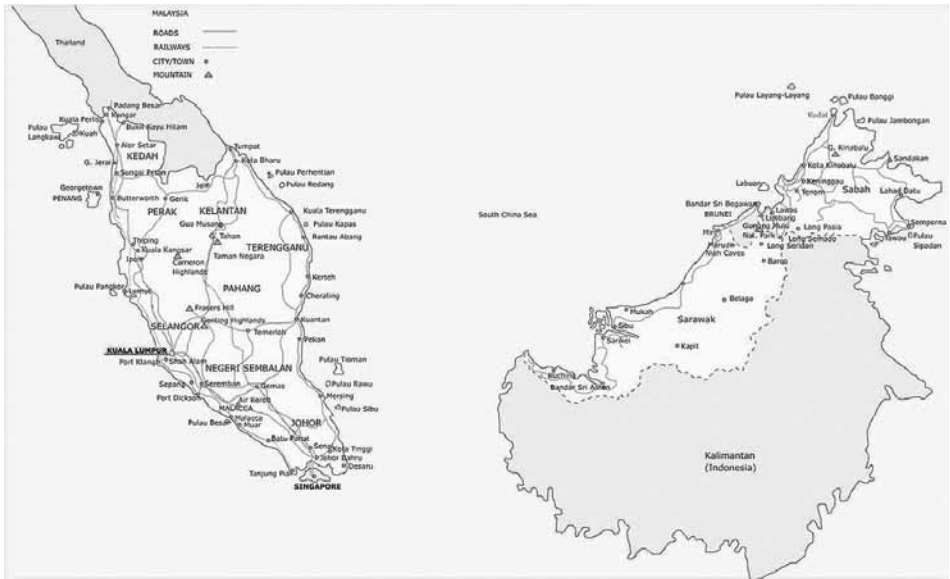 MALAYSIA
ROADS
RAILWAYS
CITY/TOWN
MOUNTAIN
Thailand
Padang Besar
Kangar
Kuala Perlis
Bukit Kayu Hitam
Pulau
Langkawi
Kuah
Alor Setar
KEDAH
G. Jerai
Sungai Petan
Georgetown
PENANG
Butterworth
Gerik
Jeli
Tumpat
Kota Bharu
Pulau Perhentian
Pulau Redang
PERAK
KELANTAN
Kuala Terengganu
Gua Musang
Pulau Kapas
Tahan
Rantau Abang
TERENGGANU
Taiping
Kuala Kangsar
Ipoh
Taman Negara
Cameron
Highlands
Kerteh
PAHANG
Cherating
Pulau Pangkor
Lumut
Frasers Hill
Genting Highlands
SELANGOR
Temerloh
Kuantan
Pekan
KUALA LUMPUR
Port Klang
Shah Alam
NEGERI SEMBALAN
Pulau Tioman
Sepang
Seremban
Gemas
Pulau Rawa
Port Dickson
Air Keroh
Mersing
MALACCA
Pulau Sibu
Pulau Besar
Malacca
Muar
JOHOR
Batu Pahat
Kota Tinggi
Johor Bahru
Desaru
Tanjung Piai
SINGAPORE
South China Sea
Pulau Layang-Layang
Pulau Banggi
Kudat
Pulau Jambongan
G. Kinabalu
Sandakan
Kota Kinabalu
Keningau
Labuan
Tenom
Sabah
Lahad Datu
Bandar Sri Begawan
BRUNEI
Lawas
Limbang
Semporna
Miri
Gunung Mulu
Nat. Park
Long Pasia
Tawau
Pulau
Sipadan
Marudi
Niah Caves
Long Semado
Long Seridan
Bario
Belaga
Mukah
Sibu
Sarawak
Sarikei
Kapit
Kuching
Bandar Sri Aman
Kalimantan
(Indonesia)